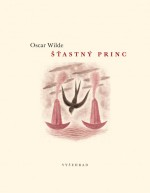 Oscar Wilde
ŠŤASTNÝ PRINC
VYŠEHRAD